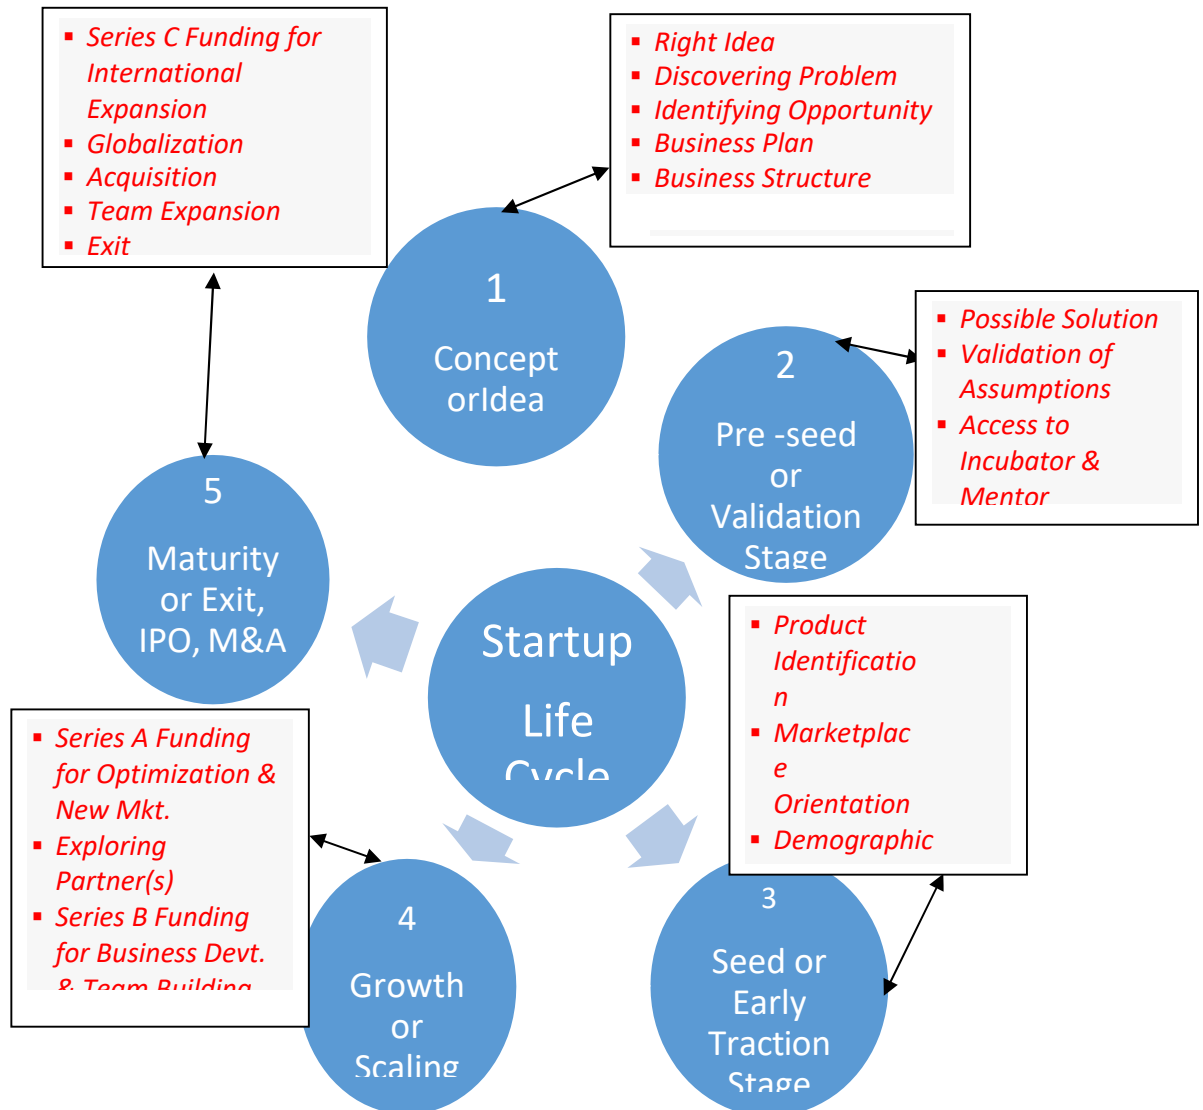 ▪ Series C Funding for
International
Expansion
▪ Globalization
▪ Acquisition
▪ Team Expansion
▪ Exit
▪ Right Idea
▪ Discovering Problem
▪ Identifying Opportunity
▪ Business Plan
▪ Business Structure
1
Concept
orIdea
2
Pre -seed
or
Validation
Stage
▪ Possible Solution
▪ Validation of
Assumptions
▪ Access to
Incubator &
Mentor
5
Maturity
or Exit,
IPO, M&A
Startup
Life
Cycle
▪ Product
Identificatio
n
▪ Marketplac
e
Orientation
▪ Demographic
▪ Series A Funding
for Optimization &
New Mkt.
▪ Exploring
Partner(s)
▪ Series B Funding
for Business Devt.
& Team Building
4
Growth
or
Scaling
3
Seed or
Early
Traction
Stage